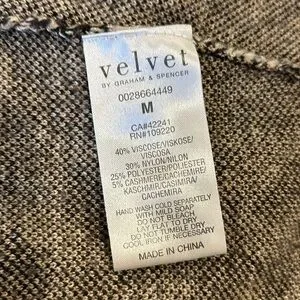 velvet
BY GRAHAM & SPENCER
0028664449
M
CA#42241
RN#109220
40% VISCOSE/VISKOSE/
VISCOSA
30% NYLON/NILON
25% POLYESTER/POLYESTER
5% CASHMERE/CACHEMIRE/
KASCHMIR/CASIMIRA/
CACHEMIRA
HAND WASH COLD SEPARATELY
WITH MILD SOAP
DO NOT BLEACH
LAY FLAT TO DRY
DO NOT TUMBLE DRY
COOL IRON IF NECESSARY
MADE IN CHINA